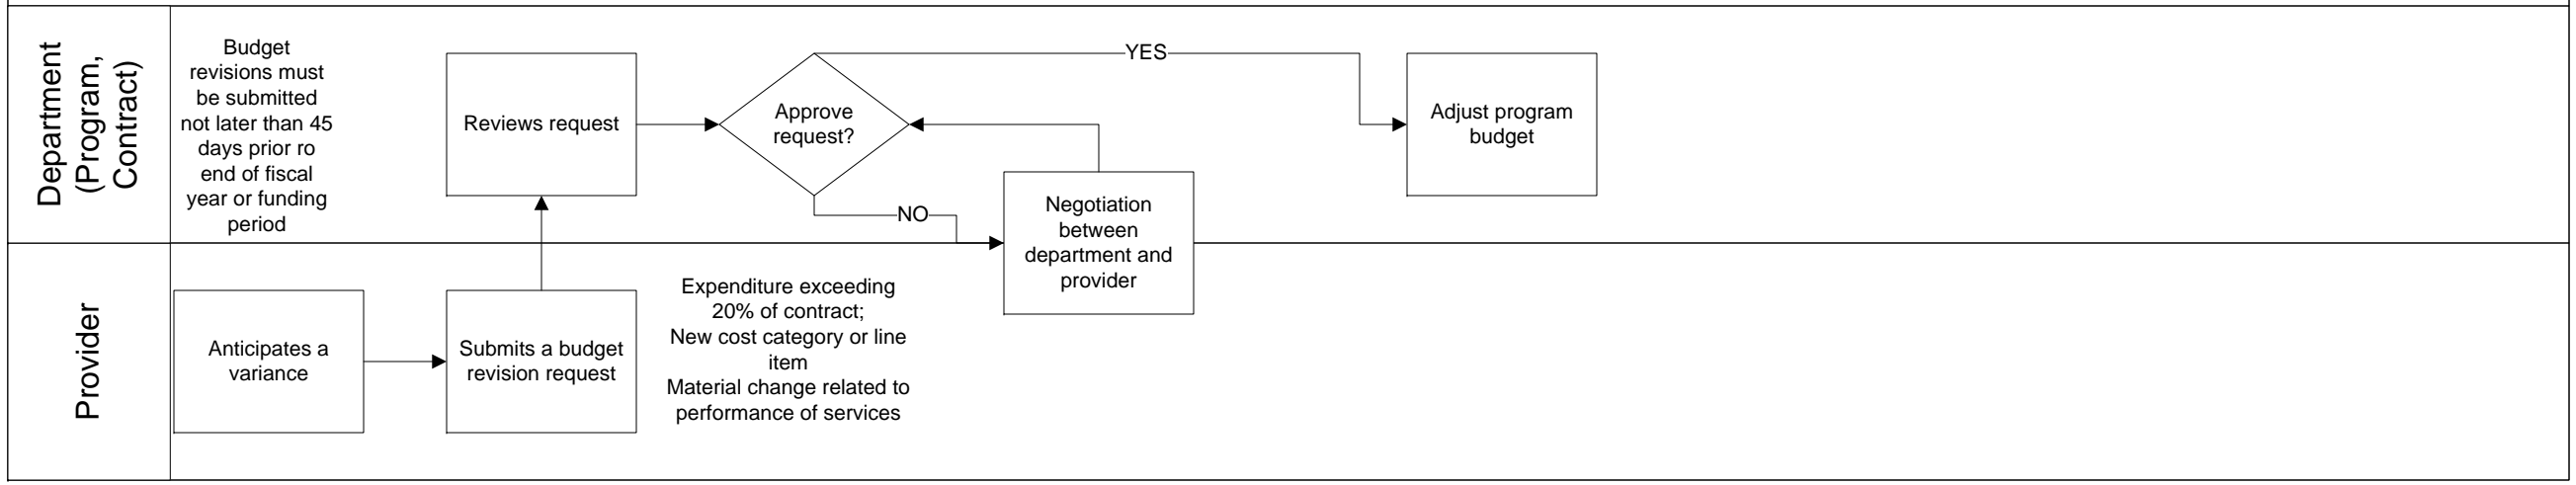 Department
(Program,
Contract)
Budget
revisions must
be submitted
not later than 45
days prior ro
end of fiscal
year or funding
period
Reviews request
Approve
request?
YES
NO
Adjust program
budget
Negotiation
between
department and
provider
Provider
Anticipates a
variance
Submits a budget
revision request
Expenditure exceeding
20% of contract;
New cost category or line
item
Material change related to
performance of services